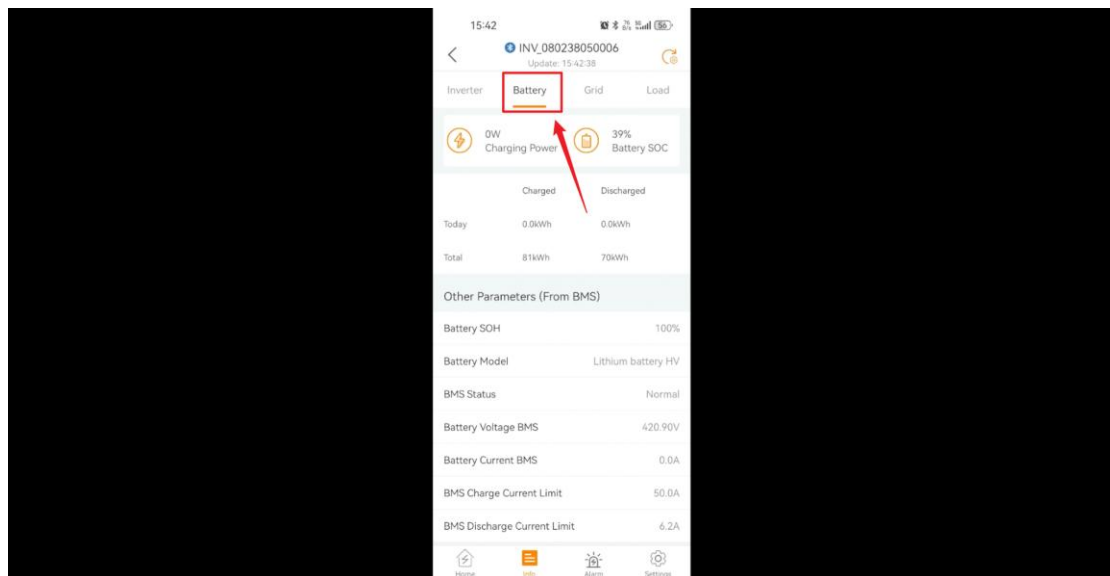 15:42
56
INV_080238050006
Update: 15:42:38
Inverter Battery Grid Load
0W
Charging Power
39%
Battery SOC
Charged Discharged
Today 0.0kWh 0.0kWh
Total 81kWh 70kWh
Other Parameters (From BMS)
Battery SOH 100%
Battery Model Lithium battery HV
BMS Status Normal
Battery Voltage BMS 420.90V
Battery Current BMS 0.0A
BMS Charge Current Limit 50.0A
BMS Discharge Current Limit 6.2A
Home Info Alarm Settings